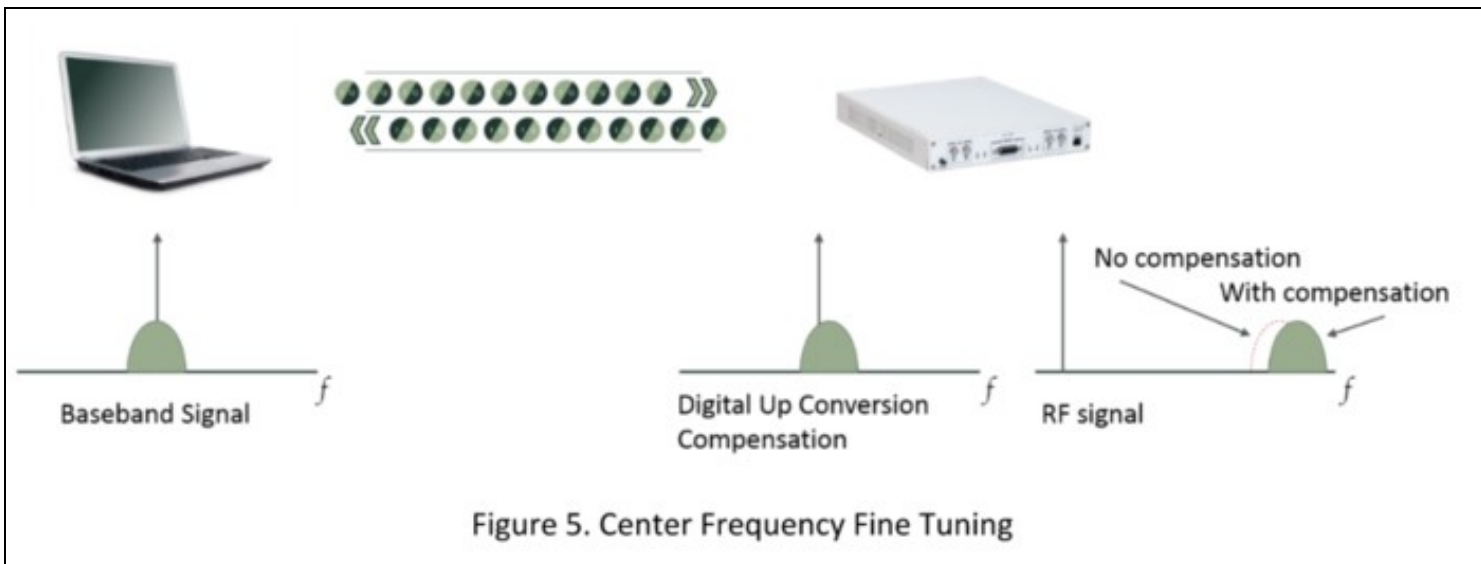 No compensation
With compensation
f
Baseband Signal
f
Digital Up Conversion
Compensation
f
RF signal
Figure 5. Center Frequency Fine Tuning